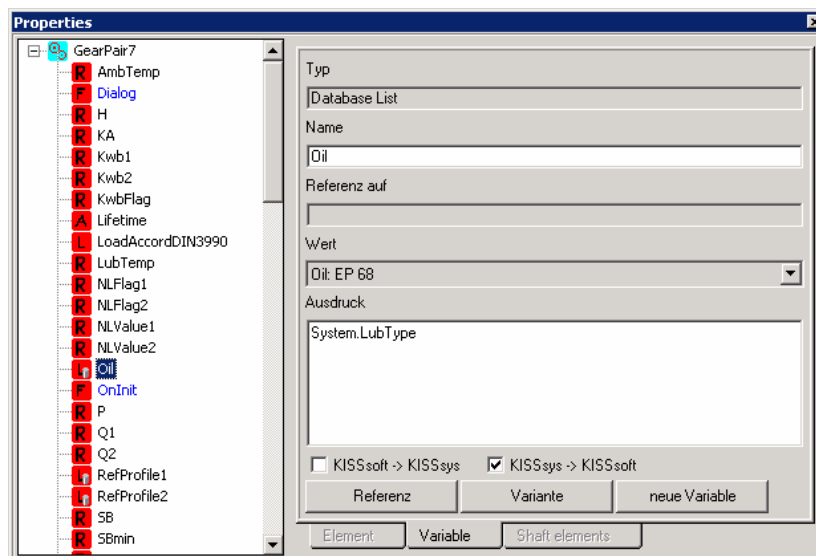 Properties
GearPair7
AmbTemp
Dialog
H
KA
Kwb1
Kwb2
KwbFlag
Lifetime
LoadAccordDIN3990
LubTemp
NLFlag1
NLFlag2
NLValue1
NLValue2
Oil
OnInit
P
Q1
Q2
RefProfile1
RefProfile2
SB
SBmin
Typ
Database List
Name
Oil
Referenz auf
Wert
Oil: EP 68
Ausdruck
System.LubType
KISSsoft -> KISSsys
KISSsys -> KISSsoft
Referenz
Variante
neue Variable
Element
Variable
Shaft elements